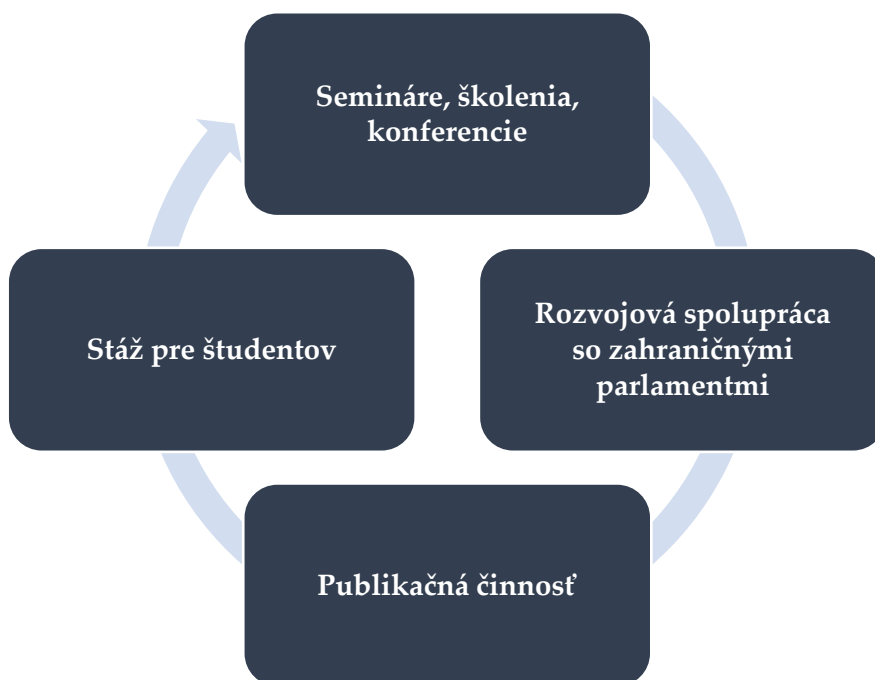 Semináre, školenia,
konferencie
Rozvojová spolupráca
so zahraničnými
parlamentmi
Publikačná činnosť
Stáž pre študentov